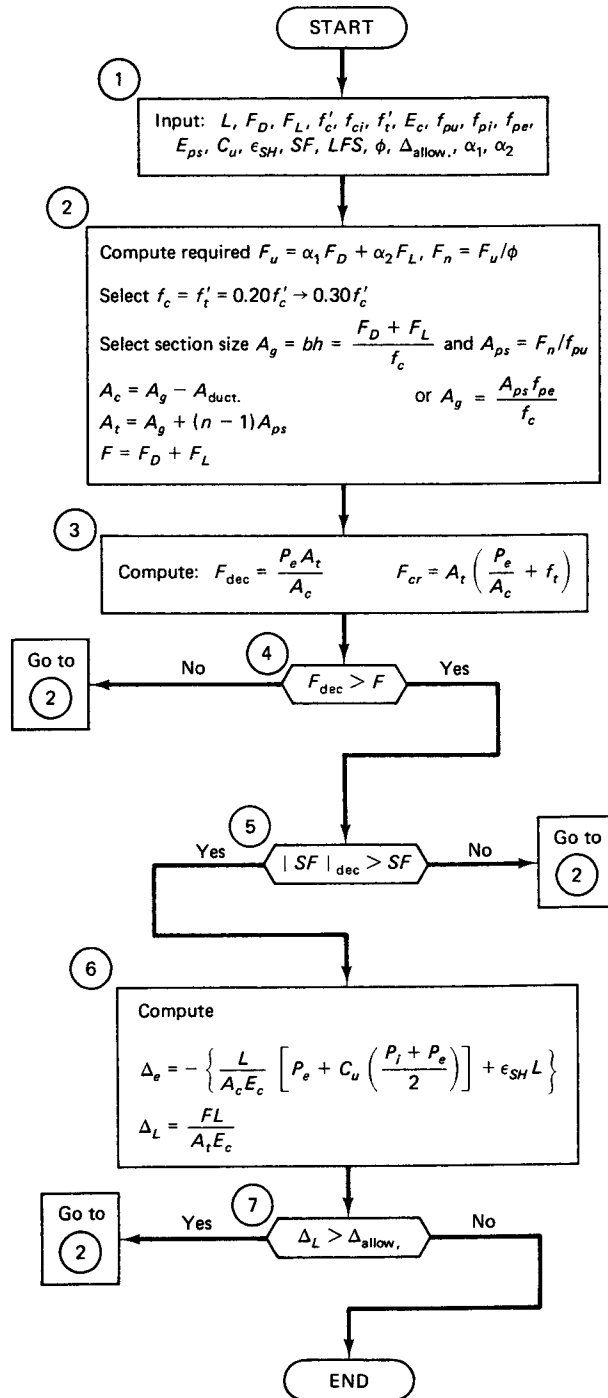 START
1
Input: L, F_D, F_L, f'_c, f'_ci, f'_t, E_c, f_pu, f_pi, f_pe,
E_ps, C_u, ϵ_SH, SF, LFS, ϕ, Δ_allow., α_1, α_2
2
Compute required F_u = α_1 F_D + α_2 F_L, F_n = F_u/ϕ
Select f_c = f'_t = 0.20f'_c → 0.30f'_c
Select section size A_g = bh = (F_D + F_L)/f_c and A_ps = F_n/f_pu
A_c = A_g − A_duct. or A_g = A_ps f_pe/f_c
A_t = A_g + (n − 1)A_ps
F = F_D + F_L
3
Compute: F_dec = P_e A_t/A_c F_cr = A_t (P_e/A_c + f_t)
4
Go to
2
No
F_dec > F
Yes
5
Yes
| SF |_dec > SF
No
Go to
2
6
Compute
Δ_e = − { L/(A_c E_c) [ P_e + C_u ( (P_i + P_e)/2 ) ] + ϵ_SH L }
Δ_L = FL/(A_t E_c)
7
Go to
2
Yes
Δ_L > Δ_allow,
No
END